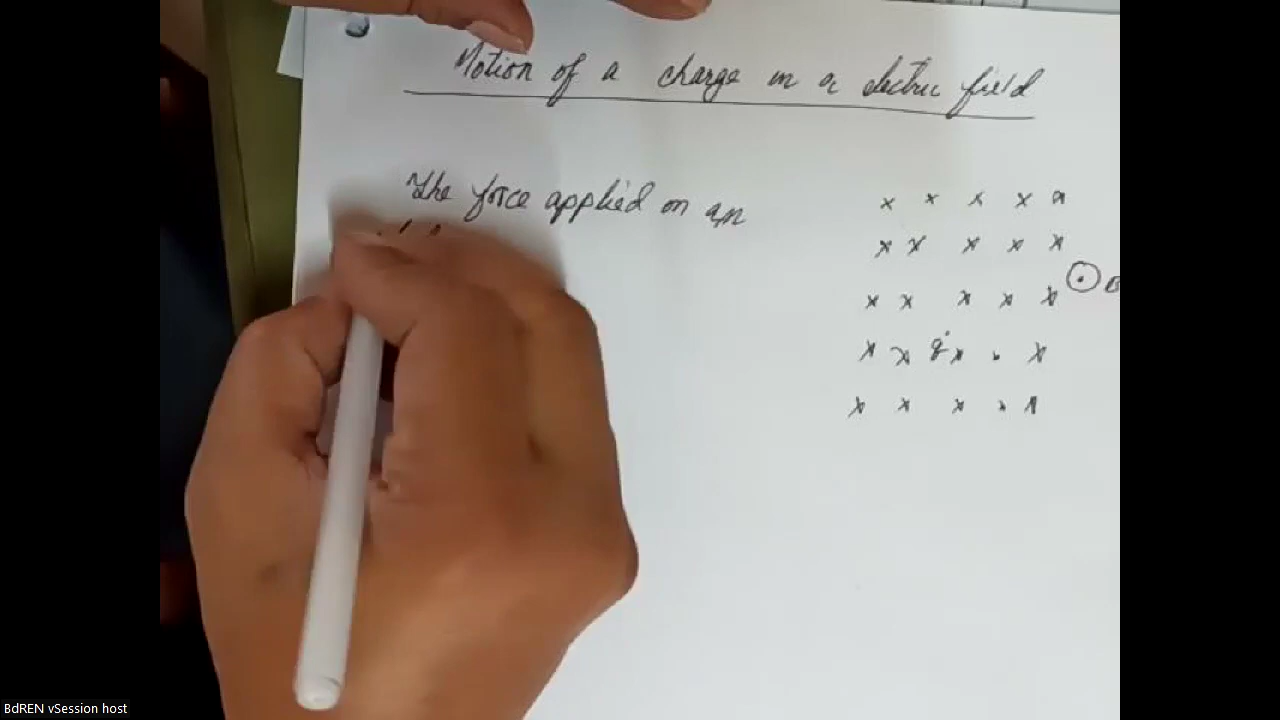 Motion of a charge in a electric field
The force applied on an
x x x x x
x x x x x
x x x x x
x x q x . x
x x x x x
BdREN vSession host